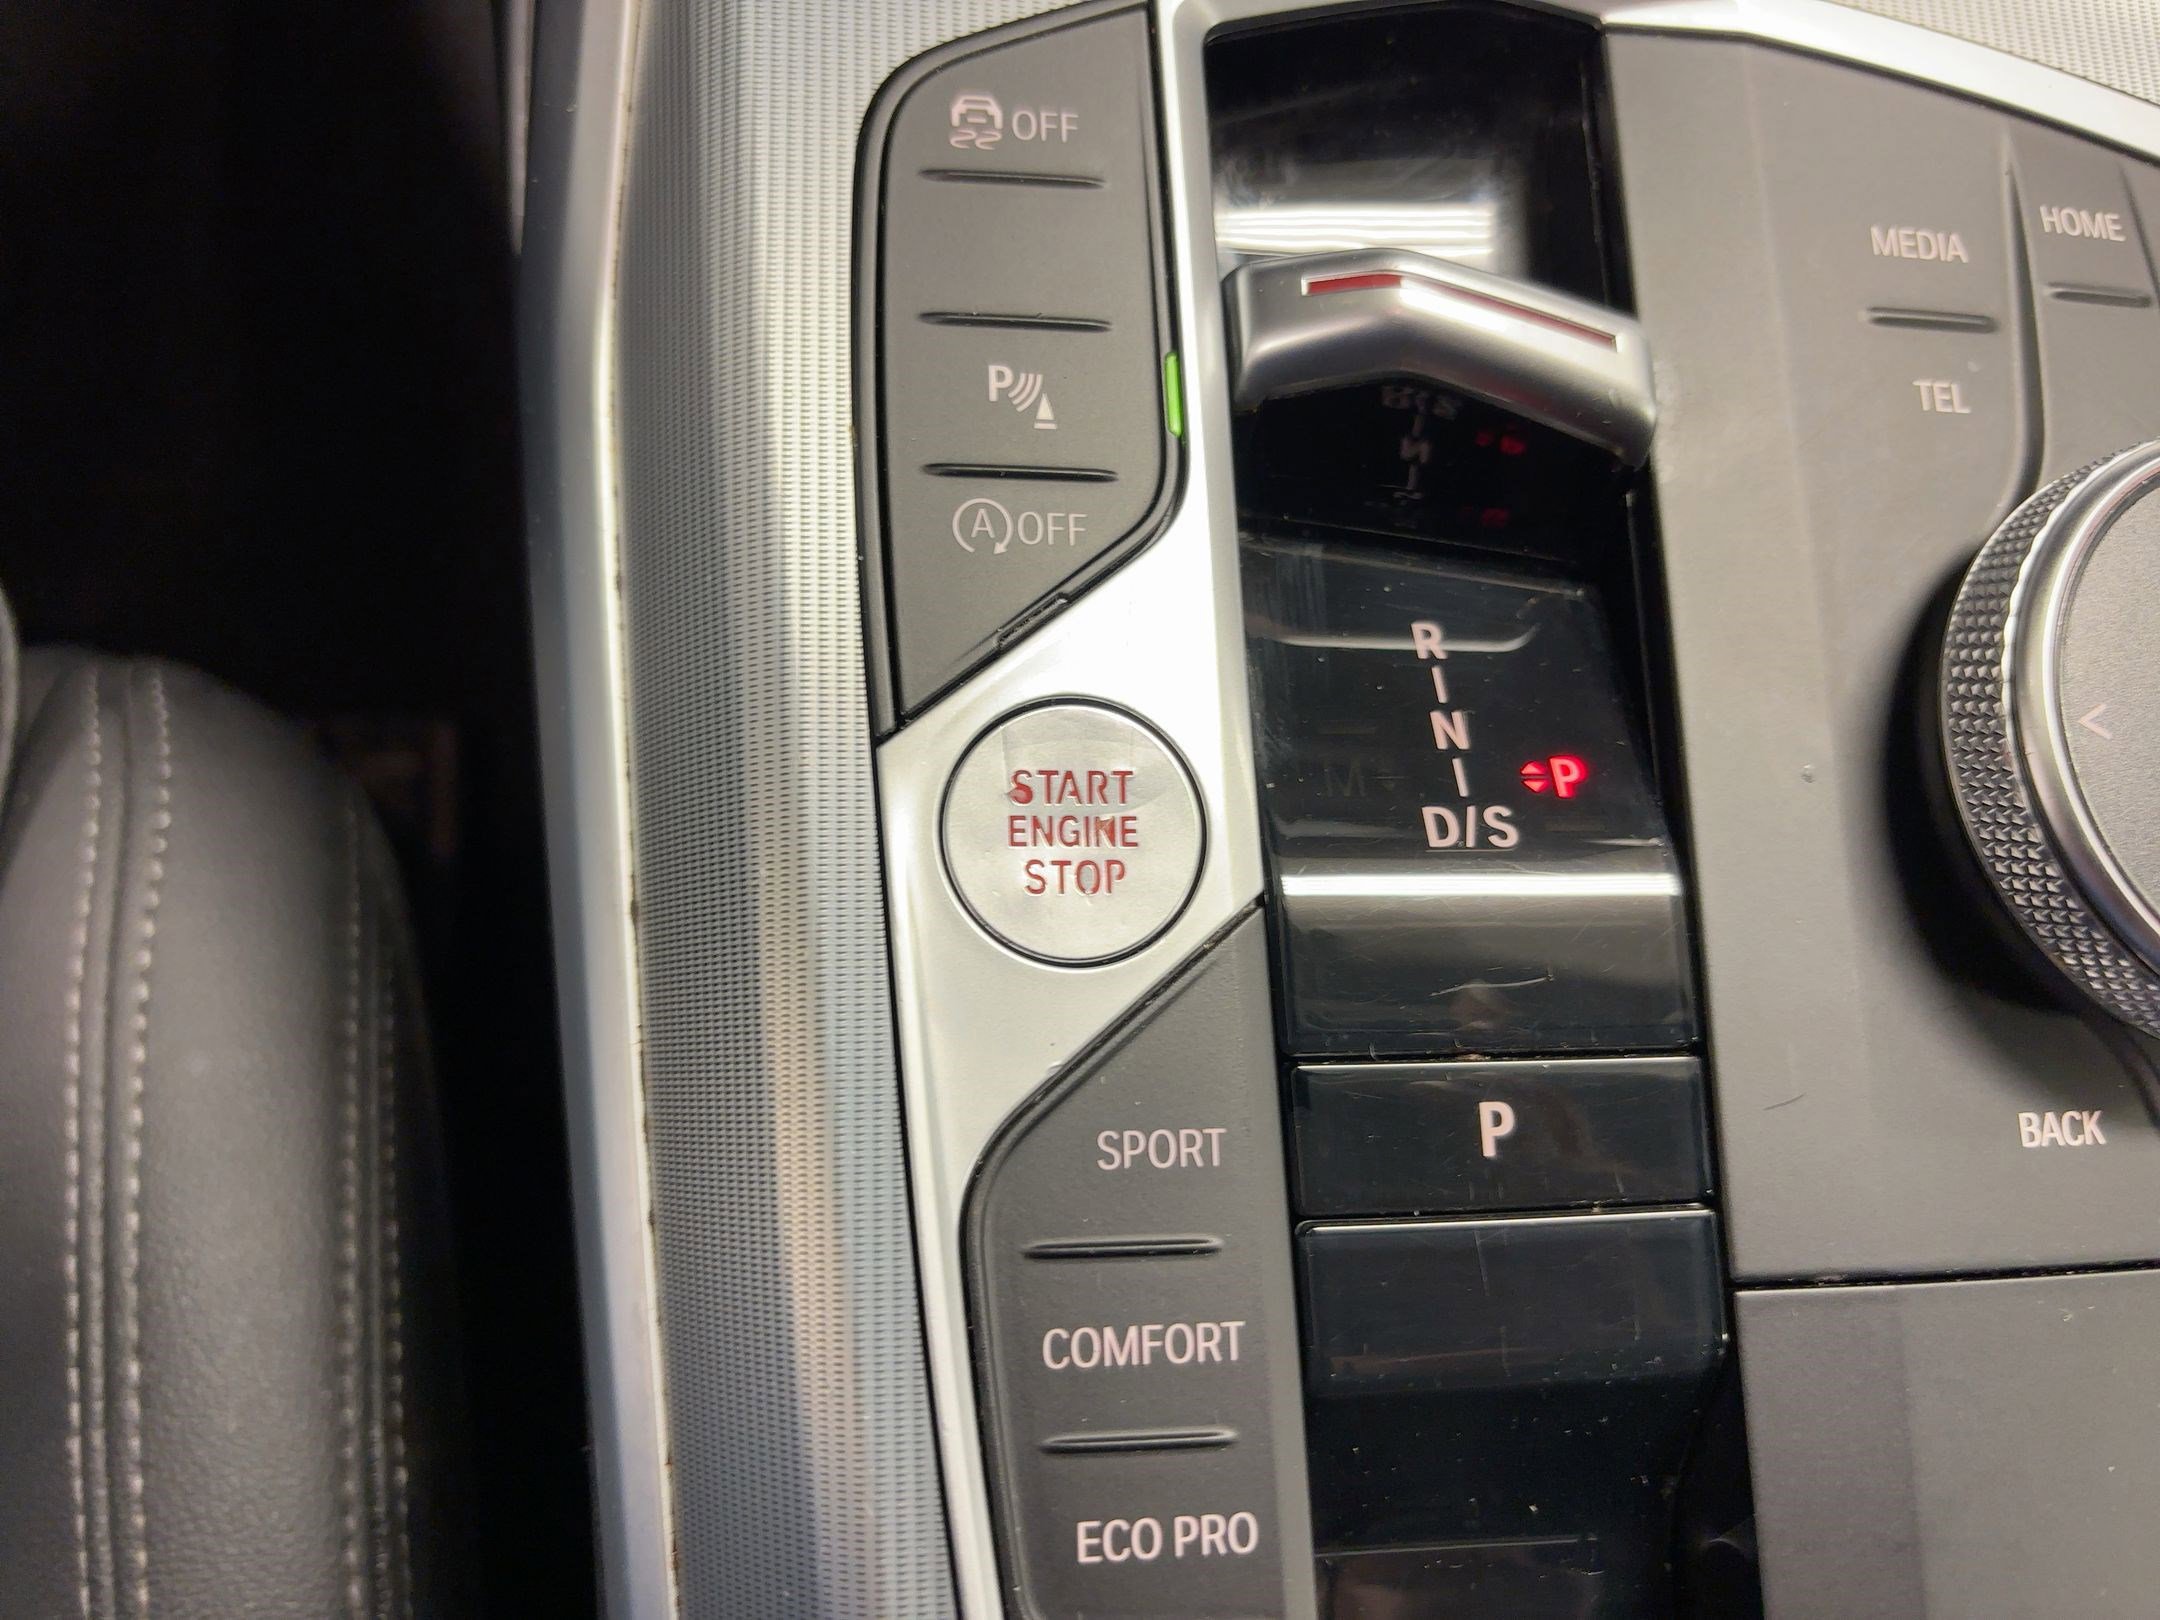 OFF
P
A OFF
START
ENGINE
STOP
SPORT
COMFORT
ECO PRO
R
N
D/S
P
M
P
MEDIA
TEL
HOME
BACK